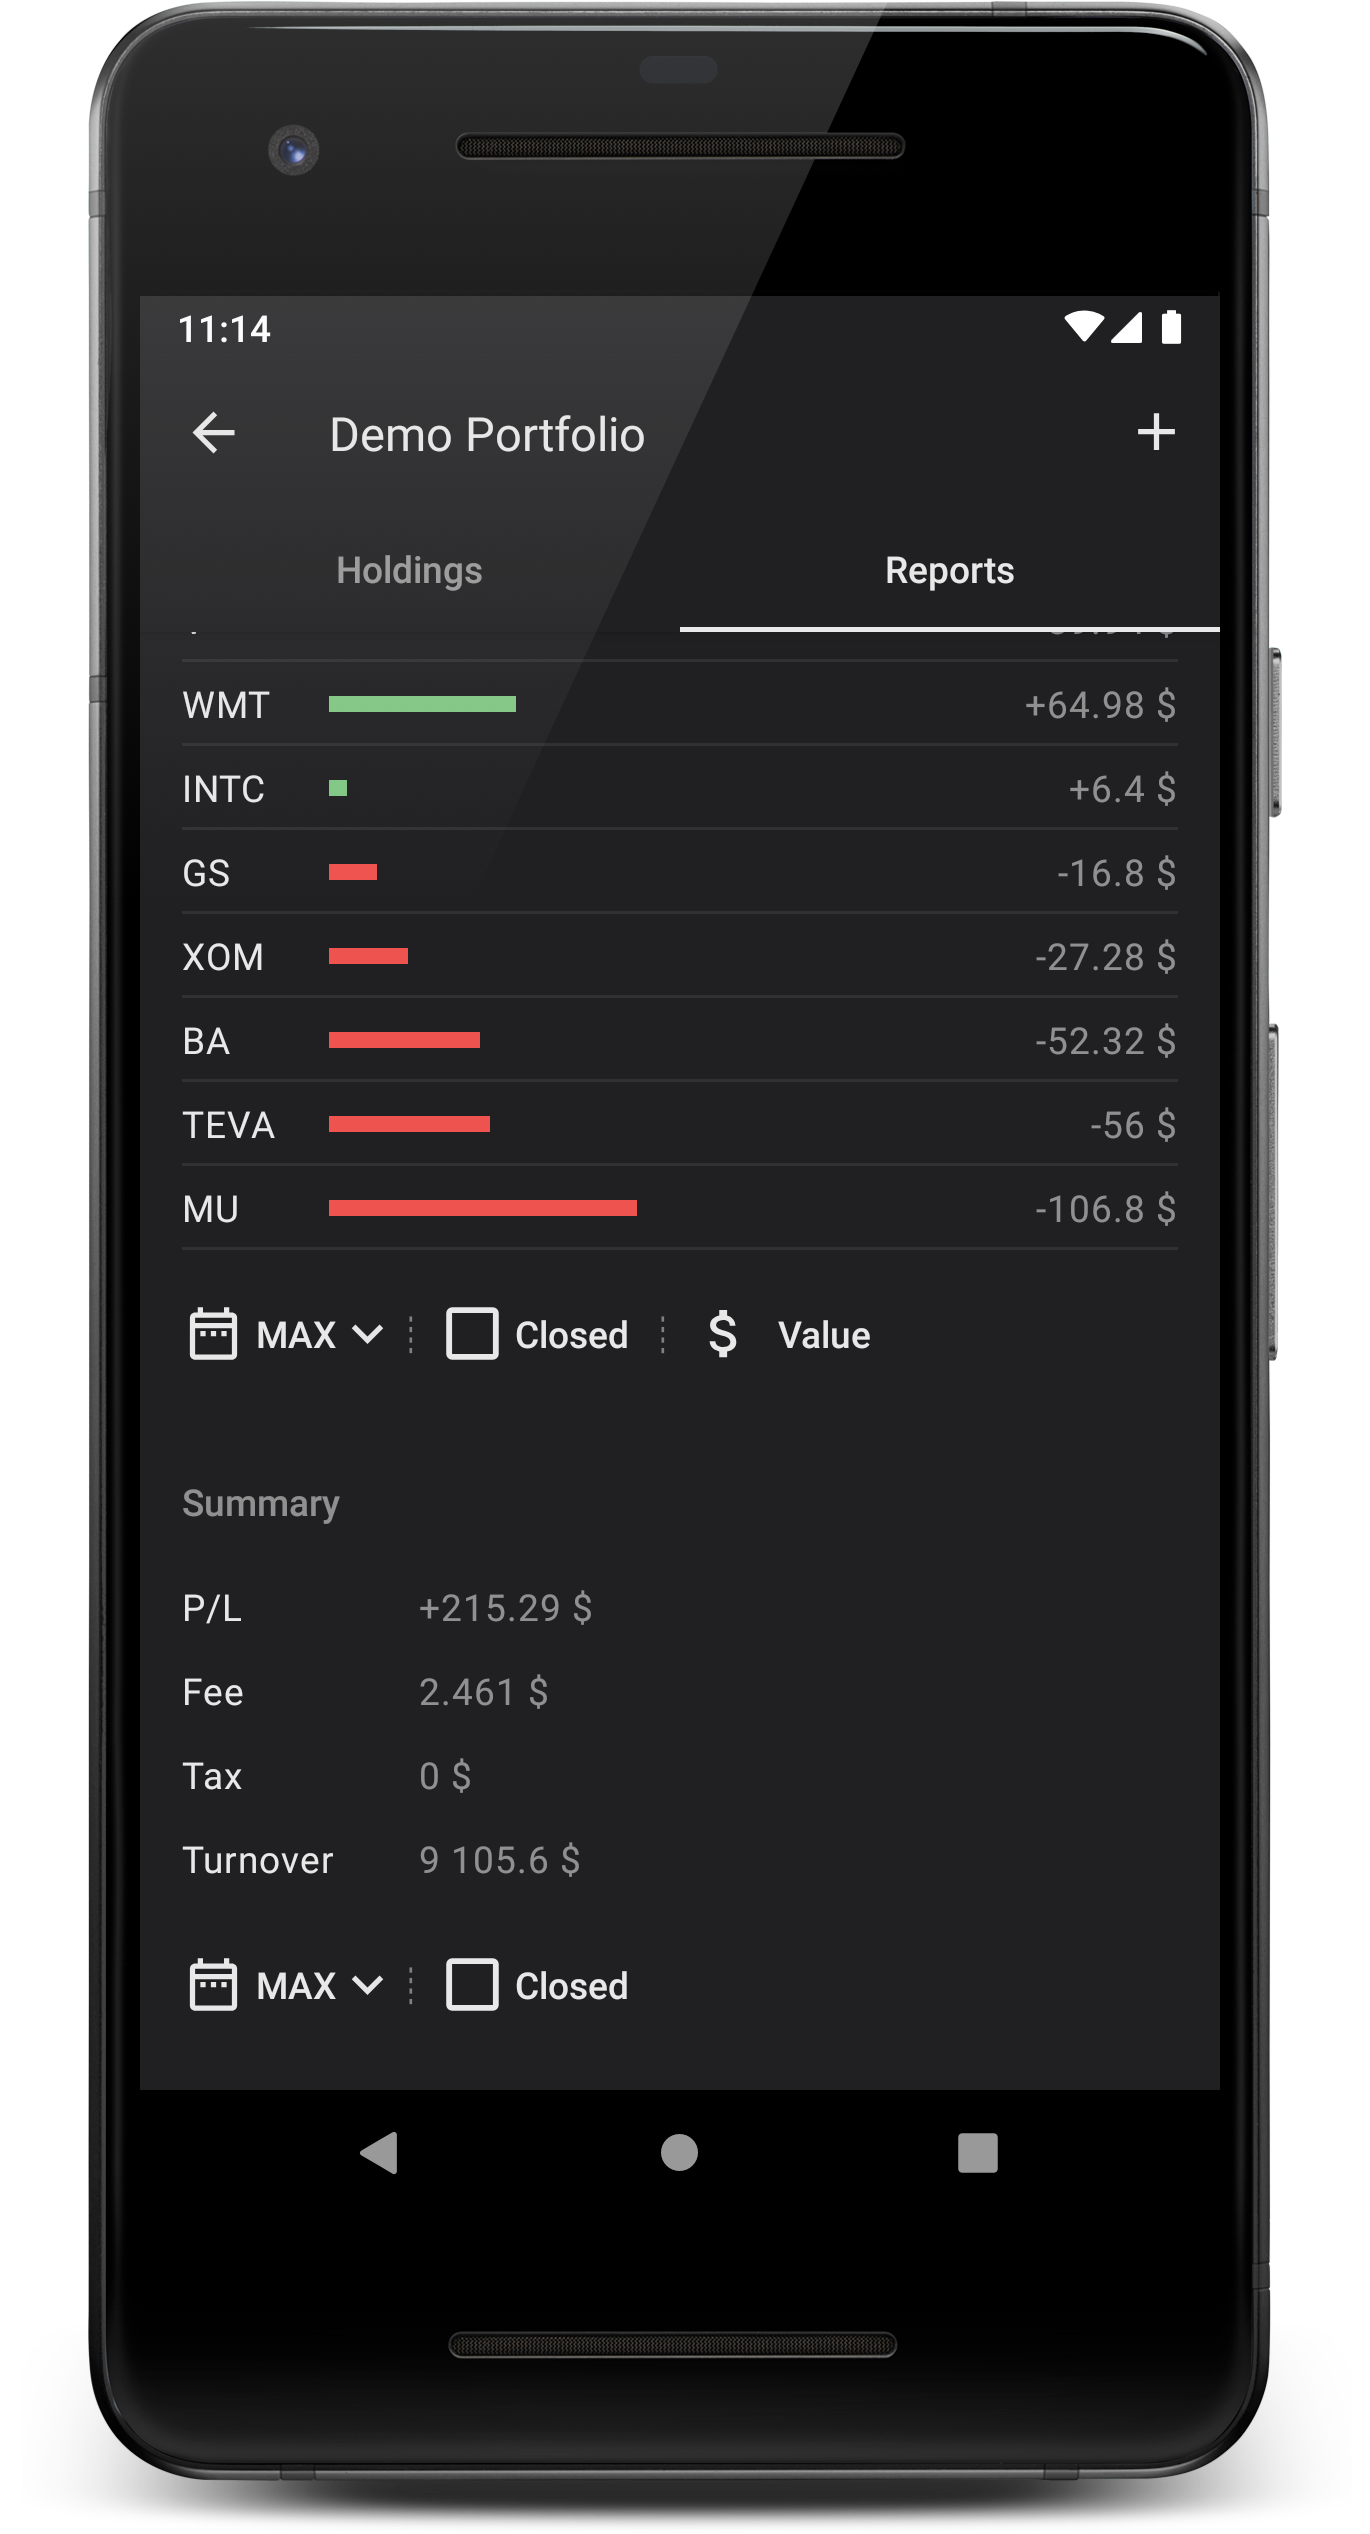 11:14
Demo Portfolio
Holdings Reports
WMT +64.98 $
INTC +6.4 $
GS -16.8 $
XOM -27.28 $
BA -52.32 $
TEVA -56 $
MU -106.8 $
MAX Closed $ Value
Summary
P/L +215.29 $
Fee 2.461 $
Tax 0 $
Turnover 9 105.6 $
MAX Closed